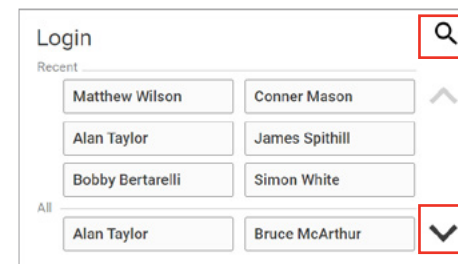 Login
Recent
Matthew Wilson Conner Mason
Alan Taylor James Spithill
Bobby Bertarelli Simon White
All
Alan Taylor Bruce McArthur